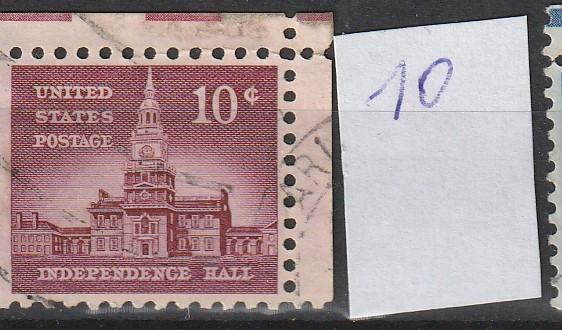 UNITED
STATES
POSTAGE
10¢
INDEPENDENCE HALL
10